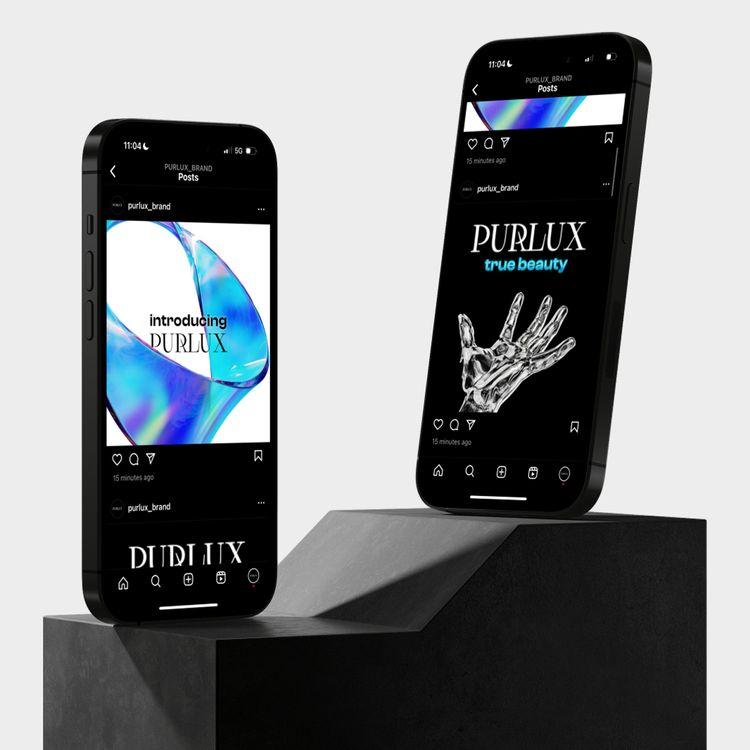 11:04
5G
PURLUX_BRAND
Posts
purlux_brand
introducing
PURLUX
15 minutes ago
purlux_brand
PURLUX
11:04
PURLUX_BRAND
Posts
15 minutes ago
purlux_brand
PURLUX
true beauty
15 minutes ago